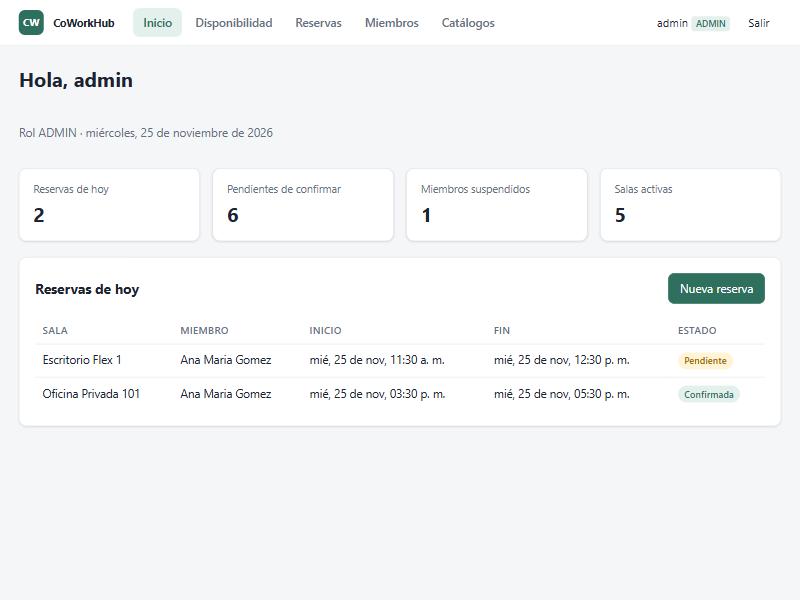 CW CoWorkHub Inicio Disponibilidad Reservas Miembros Catálogos admin ADMIN Salir
Hola, admin
Rol ADMIN · miércoles, 25 de noviembre de 2026
Reservas de hoy Pendientes de confirmar Miembros suspendidos Salas activas
2 6 1 5
Reservas de hoy Nueva reserva
SALA MIEMBRO INICIO FIN ESTADO
Escritorio Flex 1 Ana Maria Gomez mié, 25 de nov, 11:30 a. m. mié, 25 de nov, 12:30 p. m. Pendiente
Oficina Privada 101 Ana Maria Gomez mié, 25 de nov, 03:30 p. m. mié, 25 de nov, 05:30 p. m. Confirmada